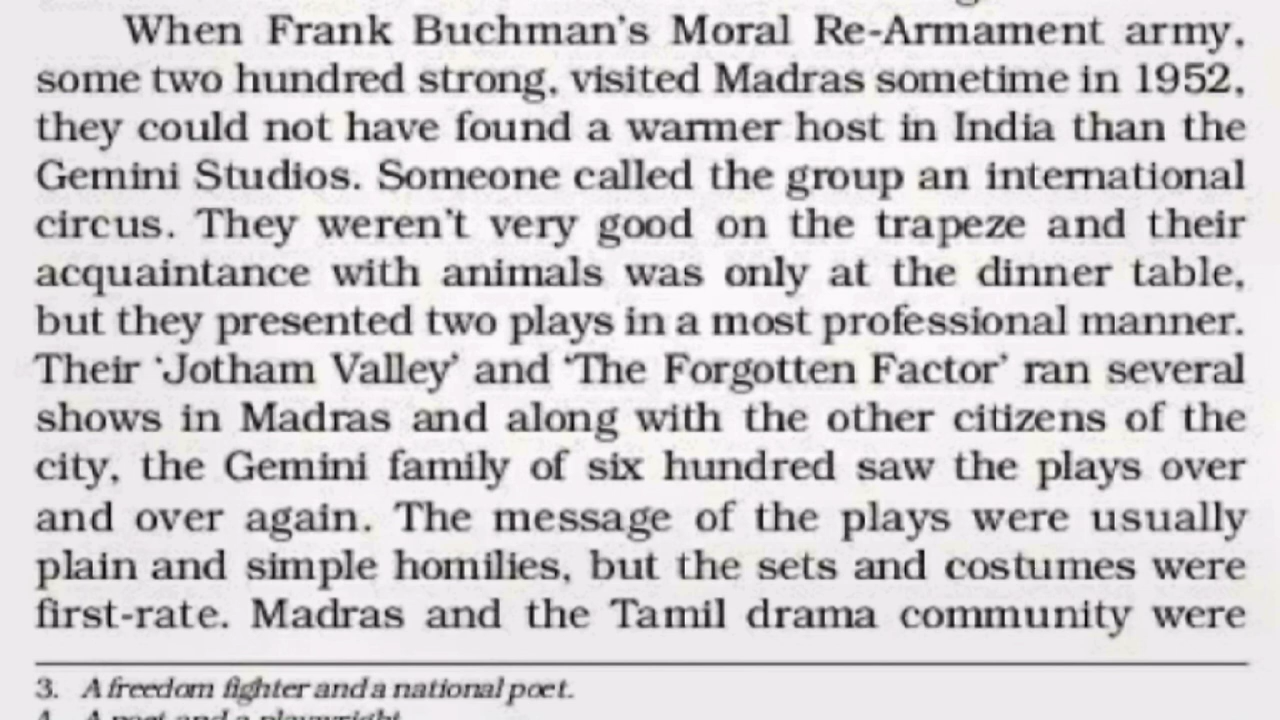 When Frank Buchman's Moral Re-Armament army,
some two hundred strong, visited Madras sometime in 1952,
they could not have found a warmer host in India than the
Gemini Studios. Someone called the group an international
circus. They weren't very good on the trapeze and their
acquaintance with animals was only at the dinner table,
but they presented two plays in a most professional manner.
Their ‘Jotham Valley’ and ‘The Forgotten Factor’ ran several
shows in Madras and along with the other citizens of the
city, the Gemini family of six hundred saw the plays over
and over again. The message of the plays were usually
plain and simple homilies, but the sets and costumes were
first-rate. Madras and the Tamil drama community were
3. A freedom fighter and a national poet.
4. A poet and a playwright.